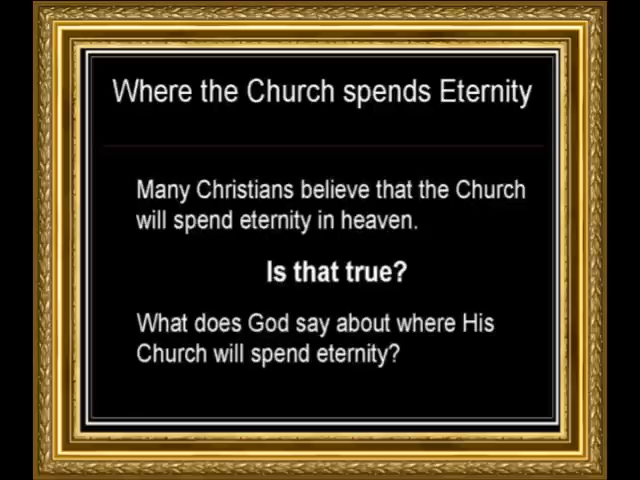 Where the Church spends Eternity
Many Christians believe that the Church
will spend eternity in heaven.
Is that true?
What does God say about where His
Church will spend eternity?